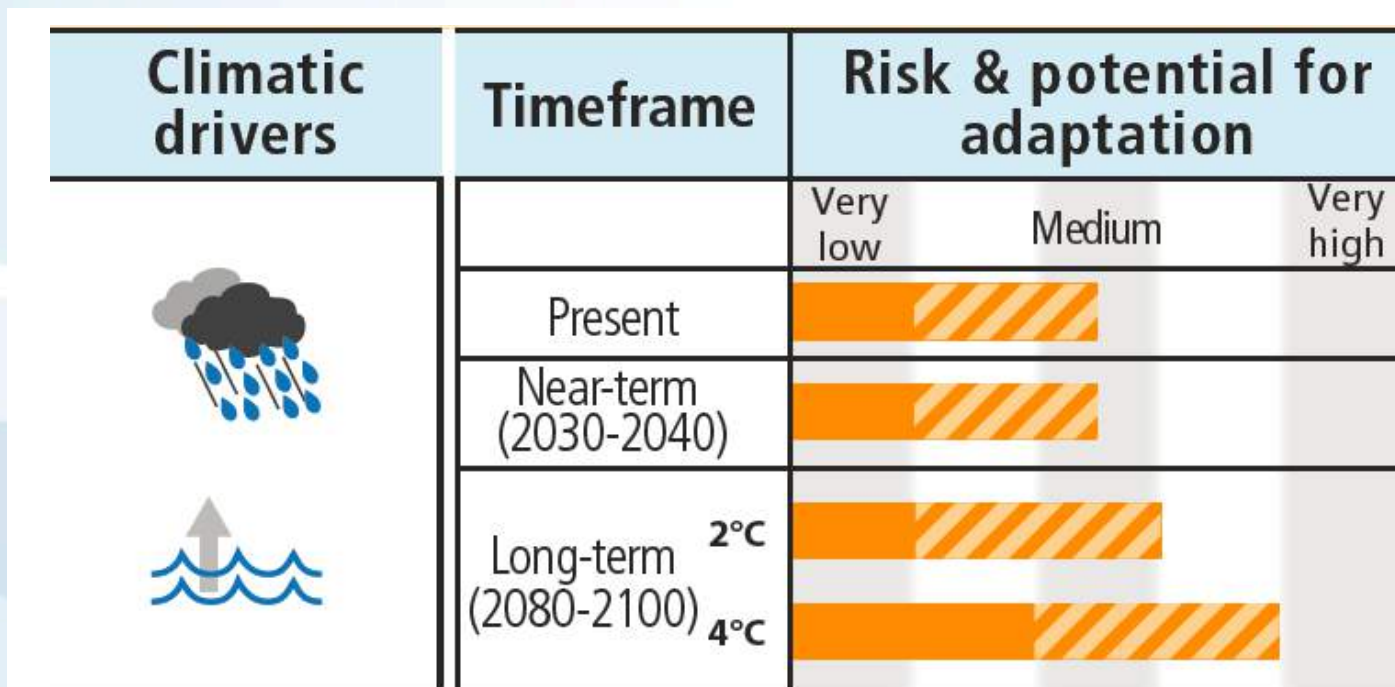 Climatic
drivers
Timeframe
Risk & potential for
adaptation
Very
low
Medium
Very
high
Present
Near-term
(2030-2040)
Long-term
(2080-2100)
2°C
4°C